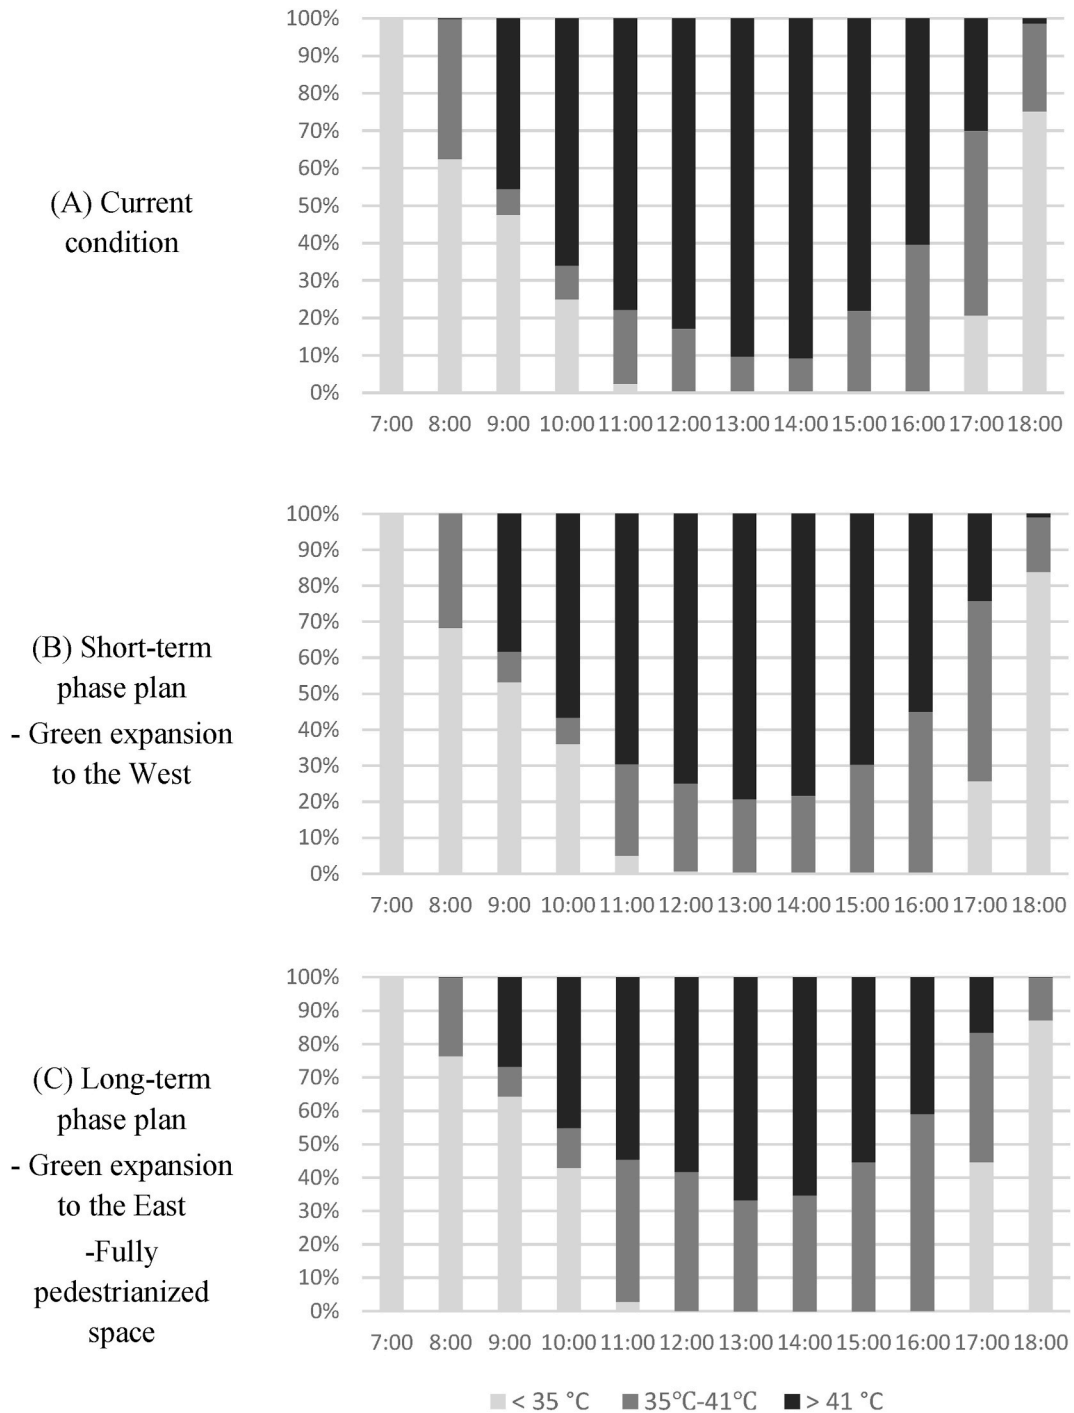 100%
90%
80%
70%
60%
50%
40%
30%
20%
10%
0%
(A) Current
condition
7:00 8:00 9:00 10:00 11:00 12:00 13:00 14:00 15:00 16:00 17:00 18:00
100%
90%
80%
70%
60%
50%
40%
30%
20%
10%
0%
(B) Short-term
phase plan
- Green expansion
to the West
7:00 8:00 9:00 10:00 11:00 12:00 13:00 14:00 15:00 16:00 17:00 18:00
100%
90%
80%
70%
60%
50%
40%
30%
20%
10%
0%
(C) Long-term
phase plan
- Green expansion
to the East
-Fully
pedestrianized
space
7:00 8:00 9:00 10:00 11:00 12:00 13:00 14:00 15:00 16:00 17:00 18:00
< 35 °C 35℃-41℃ > 41 °C